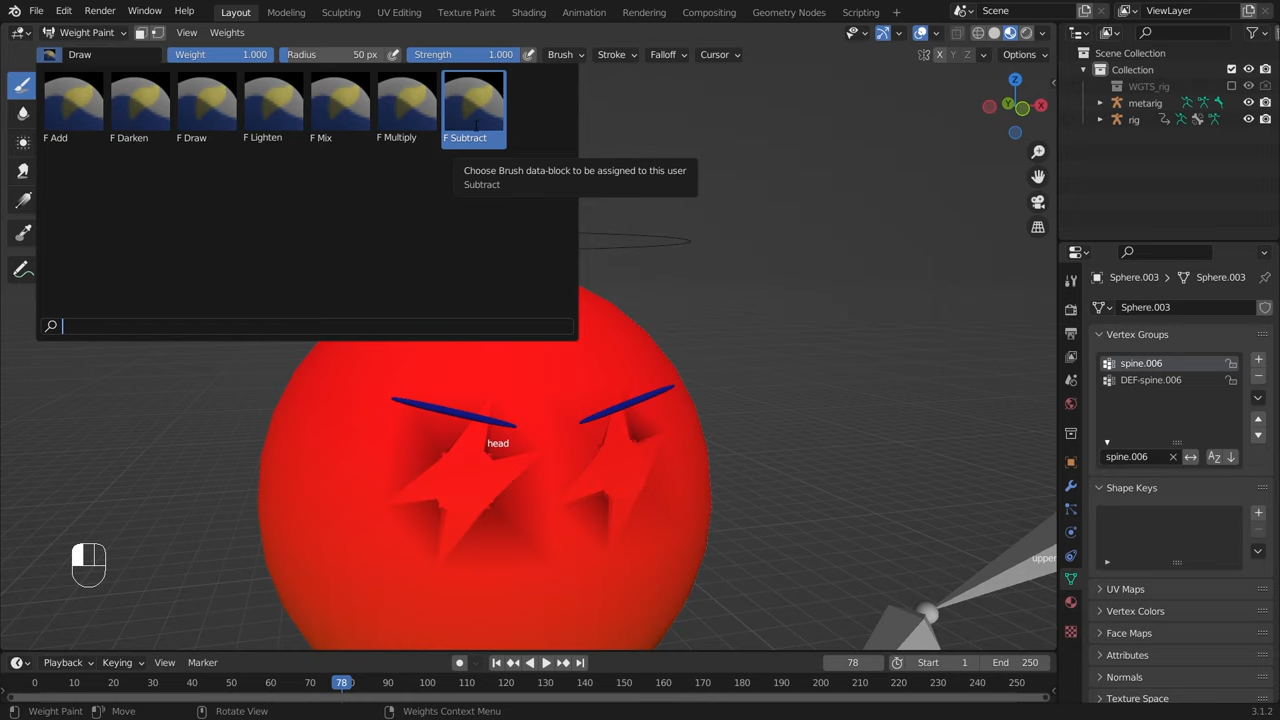 File Edit Render Window Help Layout Modeling Sculpting UV Editing Texture Paint Shading Animation Rendering Compositing Geometry Nodes Scripting Scene ViewLayer
Weight Paint View Weights
Draw Weight 1.000 Radius 50 px Strength 1.000 Brush Stroke Falloff Cursor X Y Z Options
Scene Collection
Collection
WGTS_rig
metarig
rig
F Add F Darken F Draw F Lighten F Mix F Multiply F Subtract
Choose Brush data-block to be assigned to this user
Subtract
Z
X
Y
head
upper
Sphere.003 Sphere.003
Sphere.003
Vertex Groups
spine.006
DEF-spine.006
spine.006
Shape Keys
UV Maps
Vertex Colors
Face Maps
Attributes
Normals
Texture Space
Playback Keying View Marker 78 Start 1 End 250
0 10 20 30 40 50 60 70 78 80 90 100 110 120 130 140 150 160 170 180 190 200 210 220 230 240 250
Weight Paint Move Rotate View Weights Context Menu 3.1.2